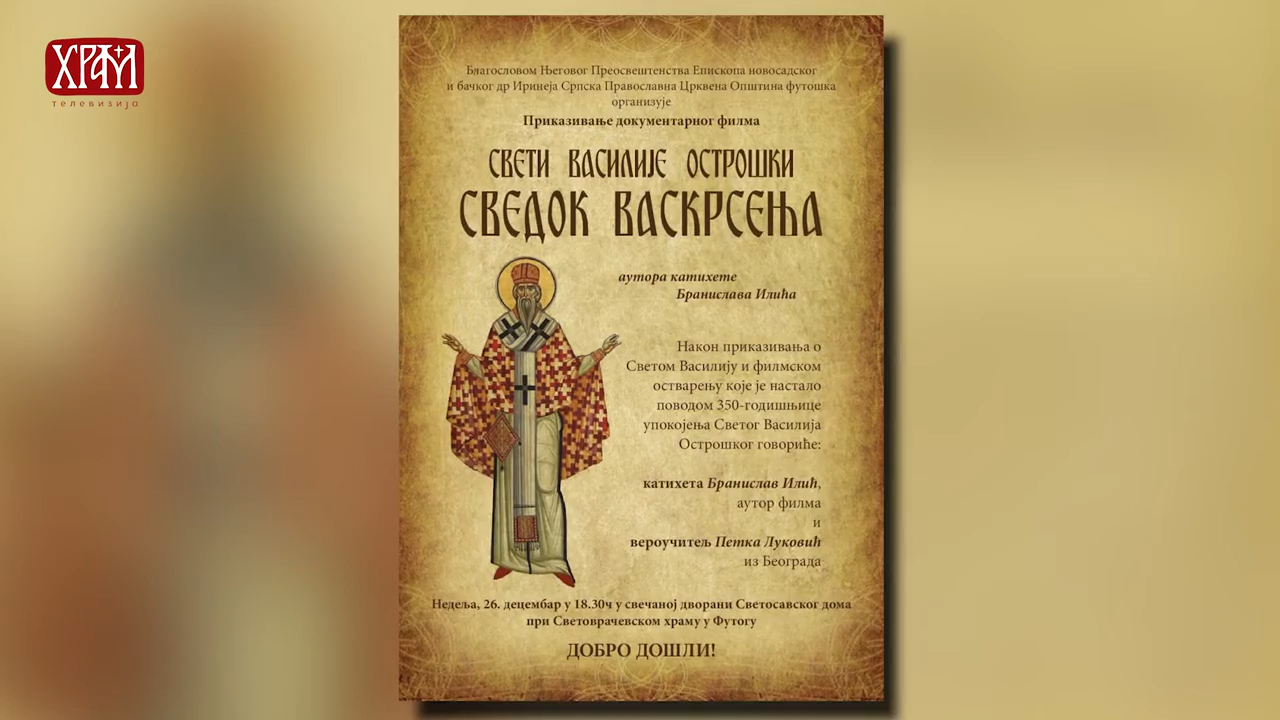 ХРАМ
телевизија
Благословом Његовог Преосвештенства Епископа новосадског
и бачког др Иринеја Српска Православна Црквена Општина футошка
организује
Приказивање документарног филма
СВЕТИ ВАСИЛИЈЕ ОСТРОШКИ
СВЕДОК ВАСКРСЕЊА
аутора катихете
Бранислава Илића
Након приказивања о
Светом Василију и филмском
остварењу које је настало
поводом 350-годишњице
упокојења Светог Василија
Острошког говориће:
катихета Бранислав Илић,
аутор филма
и
вероучитељ Петка Луковић
из Београда
Недеља, 26. децембар у 18.30ч у свечаној дворани Светосавског дома
при Световрачевском храму у Футогу
ДОБРО ДОШЛИ!